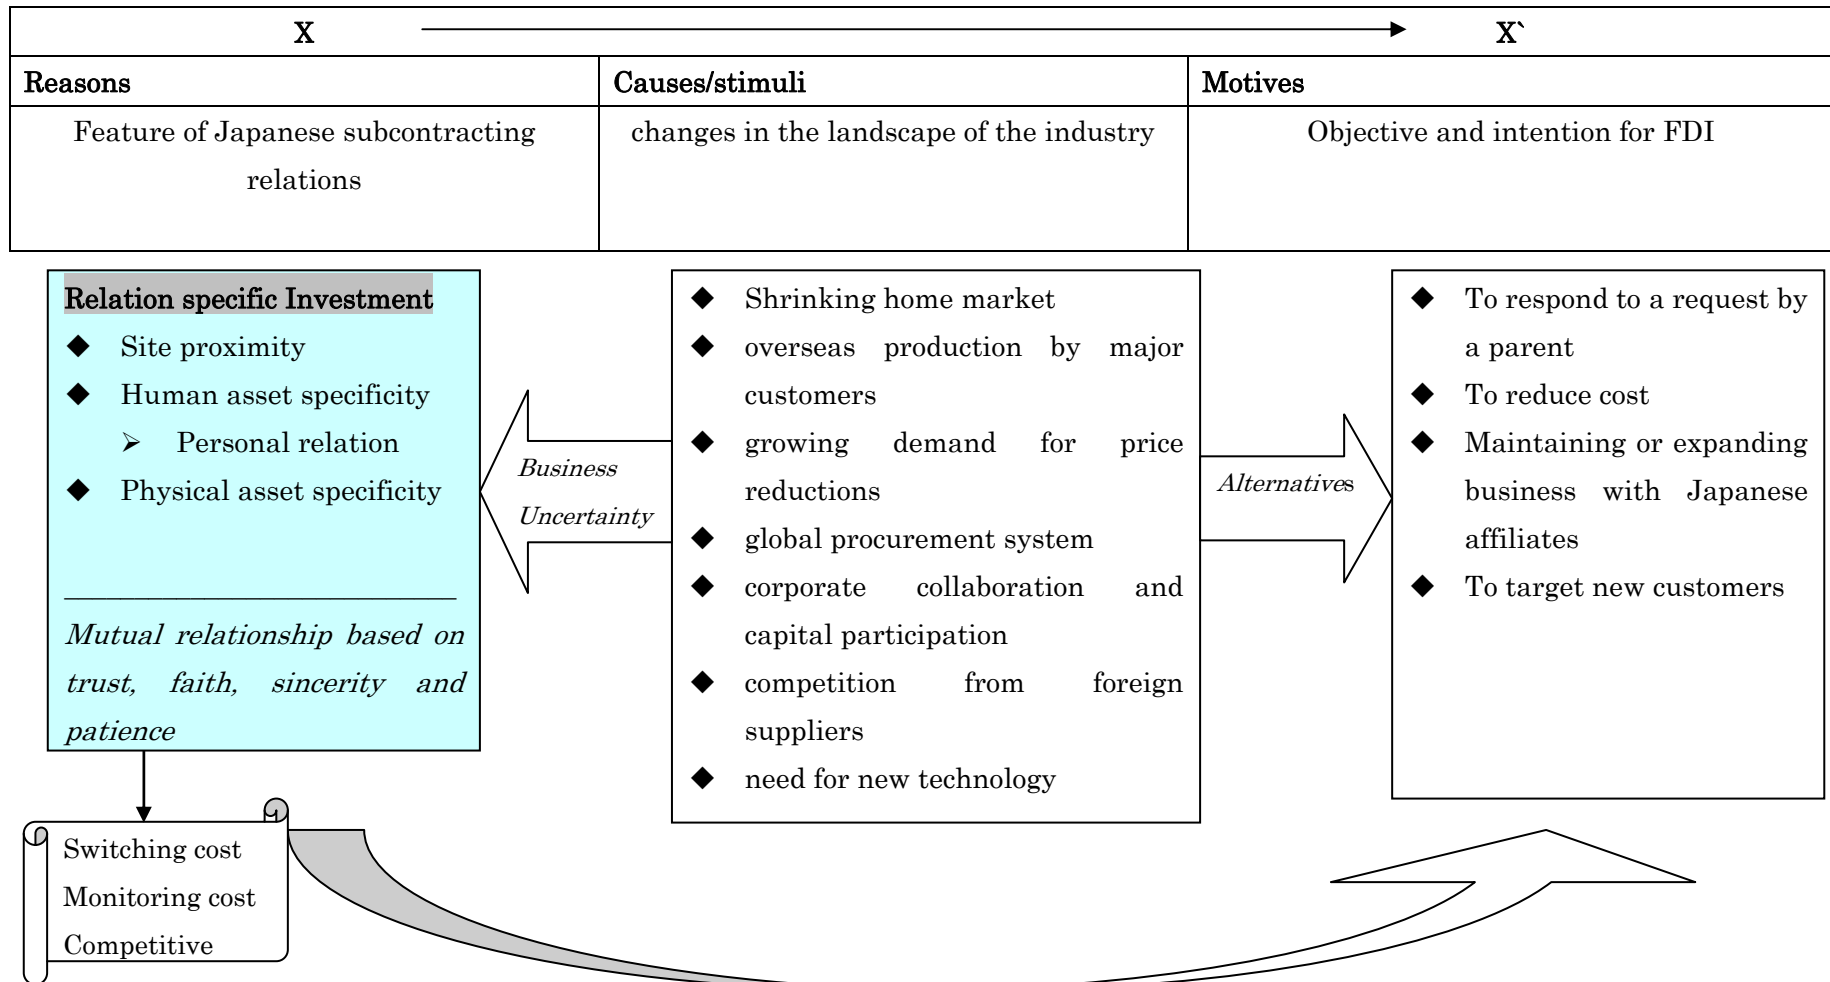 X X`
Reasons
Causes/stimuli
Motives
Feature of Japanese subcontracting
relations
changes in the landscape of the industry
Objective and intention for FDI
Relation specific Investment
◆ Site proximity
◆ Human asset specificity
➢ Personal relation
◆ Physical asset specificity
Mutual relationship based on
trust, faith, sincerity and
patience
Business
Uncertainty
◆ Shrinking home market
◆ overseas production by major
customers
◆ growing demand for price
reductions
◆ global procurement system
◆ corporate collaboration and
capital participation
◆ competition from foreign
suppliers
◆ need for new technology
Alternatives
◆ To respond to a request by
a parent
◆ To reduce cost
◆ Maintaining or expanding
business with Japanese
affiliates
◆ To target new customers
Switching cost
Monitoring cost
Competitive